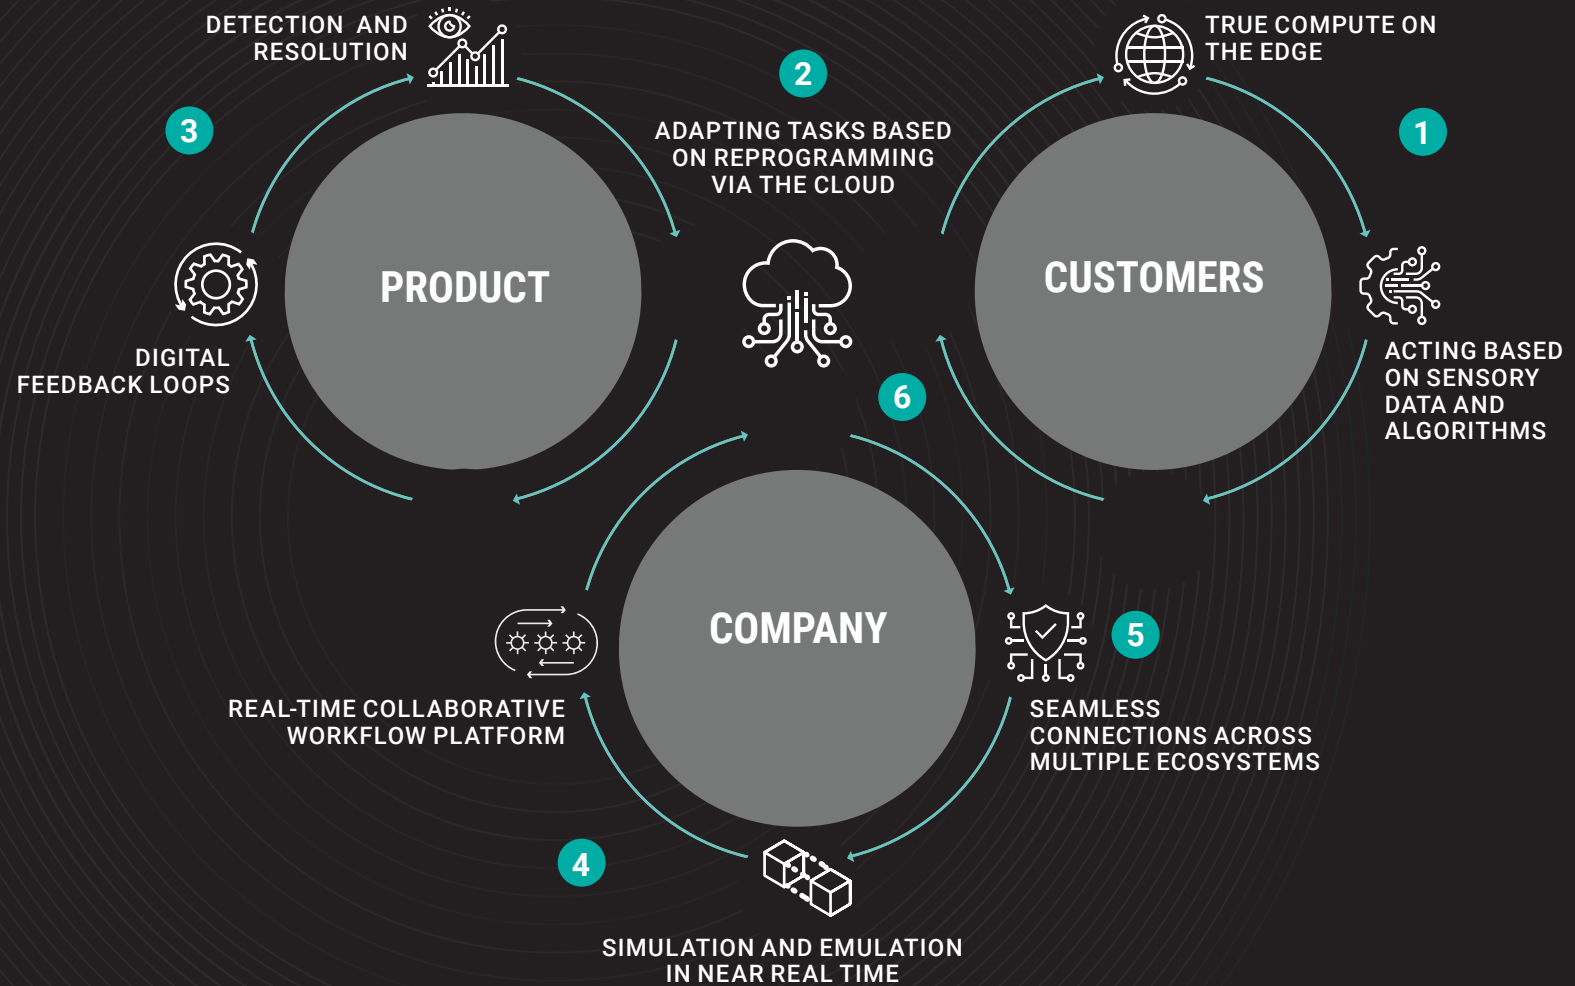 DETECTION AND
RESOLUTION
3
PRODUCT
DIGITAL
FEEDBACK LOOPS
2
ADAPTING TASKS BASED
ON REPROGRAMMING
VIA THE CLOUD
TRUE COMPUTE ON
THE EDGE
1
CUSTOMERS
ACTING BASED
ON SENSORY
DATA AND
ALGORITHMS
6
COMPANY
5
SEAMLESS
CONNECTIONS ACROSS
MULTIPLE ECOSYSTEMS
REAL-TIME COLLABORATIVE
WORKFLOW PLATFORM
4
SIMULATION AND EMULATION
IN NEAR REAL TIME